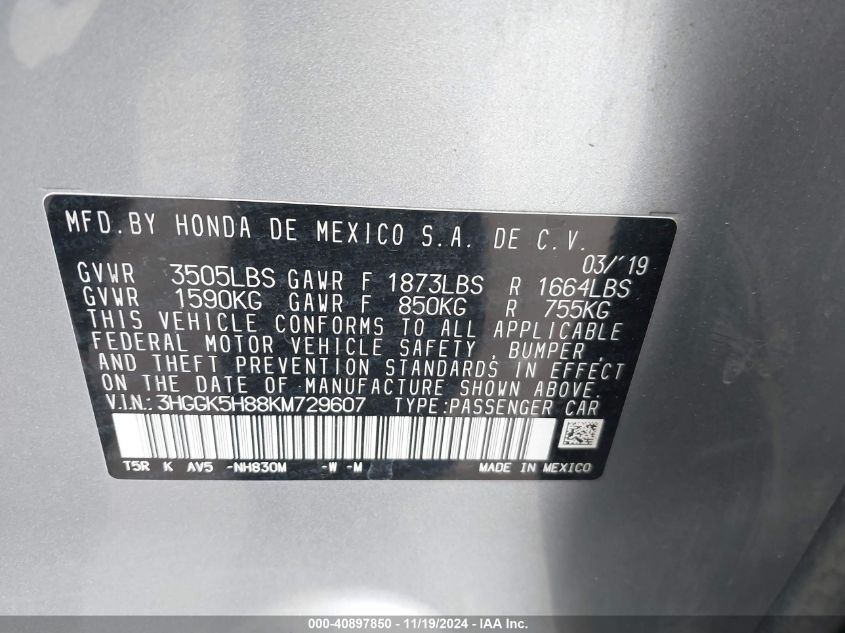 MFD. BY HONDA DE MEXICO S.A. DE C.V.
03/'19
GVWR 3505LBS GAWR F 1873LBS R 1664LBS
GVWR 1590KG GAWR F 850KG R 755KG
THIS VEHICLE CONFORMS TO ALL APPLICABLE
FEDERAL MOTOR VEHICLE SAFETY, BUMPER,
AND THEFT PREVENTION STANDARDS IN EFFECT
ON THE DATE OF MANUFACTURE SHOWN ABOVE.
V.I.N.: 3HGGK5H88KM729607 TYPE: PASSENGER CAR
T5R K AV5 -NH830M -W -M MADE IN MEXICO
000-40897850 - 11/19/2024 - IAA Inc.